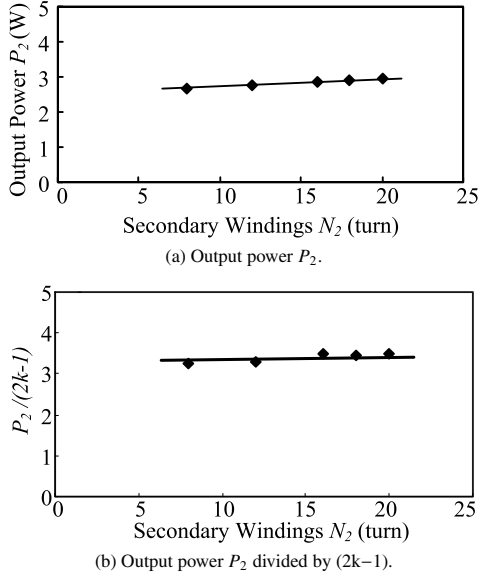 5
4
3
2
1
0
Output Power P2 (W)
0 5 10 15 20 25
Secondary Windings N2 (turn)
(a) Output power P2.
5
4
3
2
1
0
P2 /(2k-1)
0 5 10 15 20 25
Secondary Windings N2 (turn)
(b) Output power P2 divided by (2k−1).